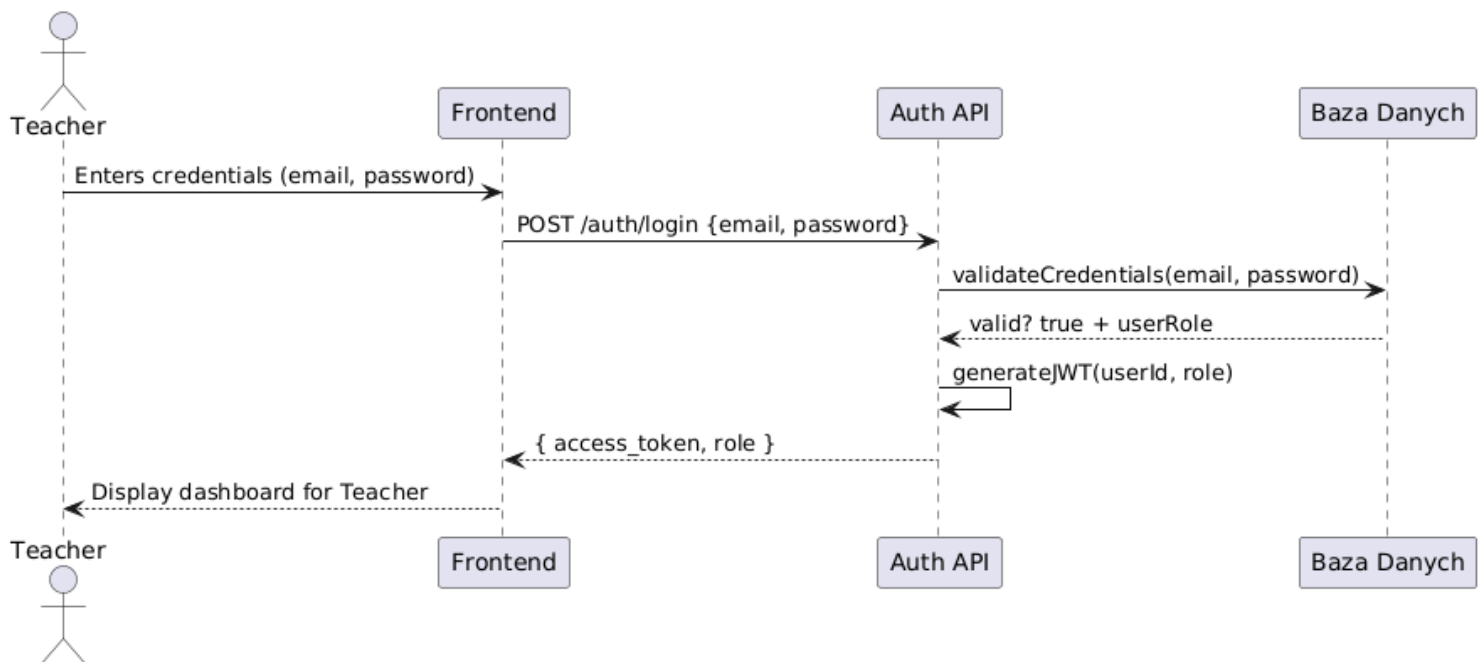 Teacher
Frontend
Auth API
Baza Danych
Enters credentials (email, password)
POST /auth/login {email, password}
validateCredentials(email, password)
valid? true + userRole
generateJWT(userId, role)
{ access_token, role }
Display dashboard for Teacher
Teacher
Frontend
Auth API
Baza Danych